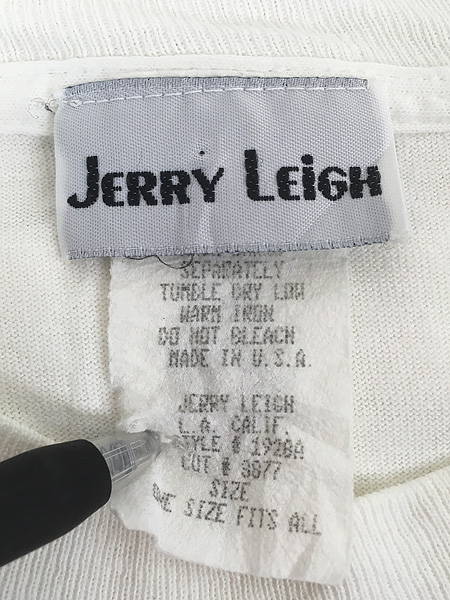 JERRY LEIGH
SEPARATELY
TUMBLE DRY LOW
WARM IRON
DO NOT BLEACH
MADE IN U.S.A.
JERRY LEIGH
L.A. CALIF.
STYLE # 1928A
CUT # 3877
SIZE
ONE SIZE FITS ALL